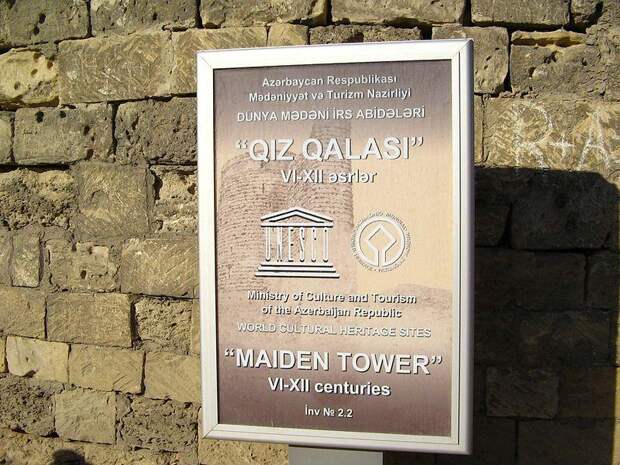 Azərbaycan Respublikası
Mədəniyyət və Turizm Nazirliyi
DUNYA MƏDƏNİ İRS ABİDƏLƏRİ
“QIZ QALASI”
VI-XII əsrlər
UNESCO
Ministry of Culture and Tourism
of the Azerbaijan Republic
WORLD CULTURAL HERITAGE SITES
“MAIDEN TOWER”
VI-XII centuries
İnv № 2.2
R+A